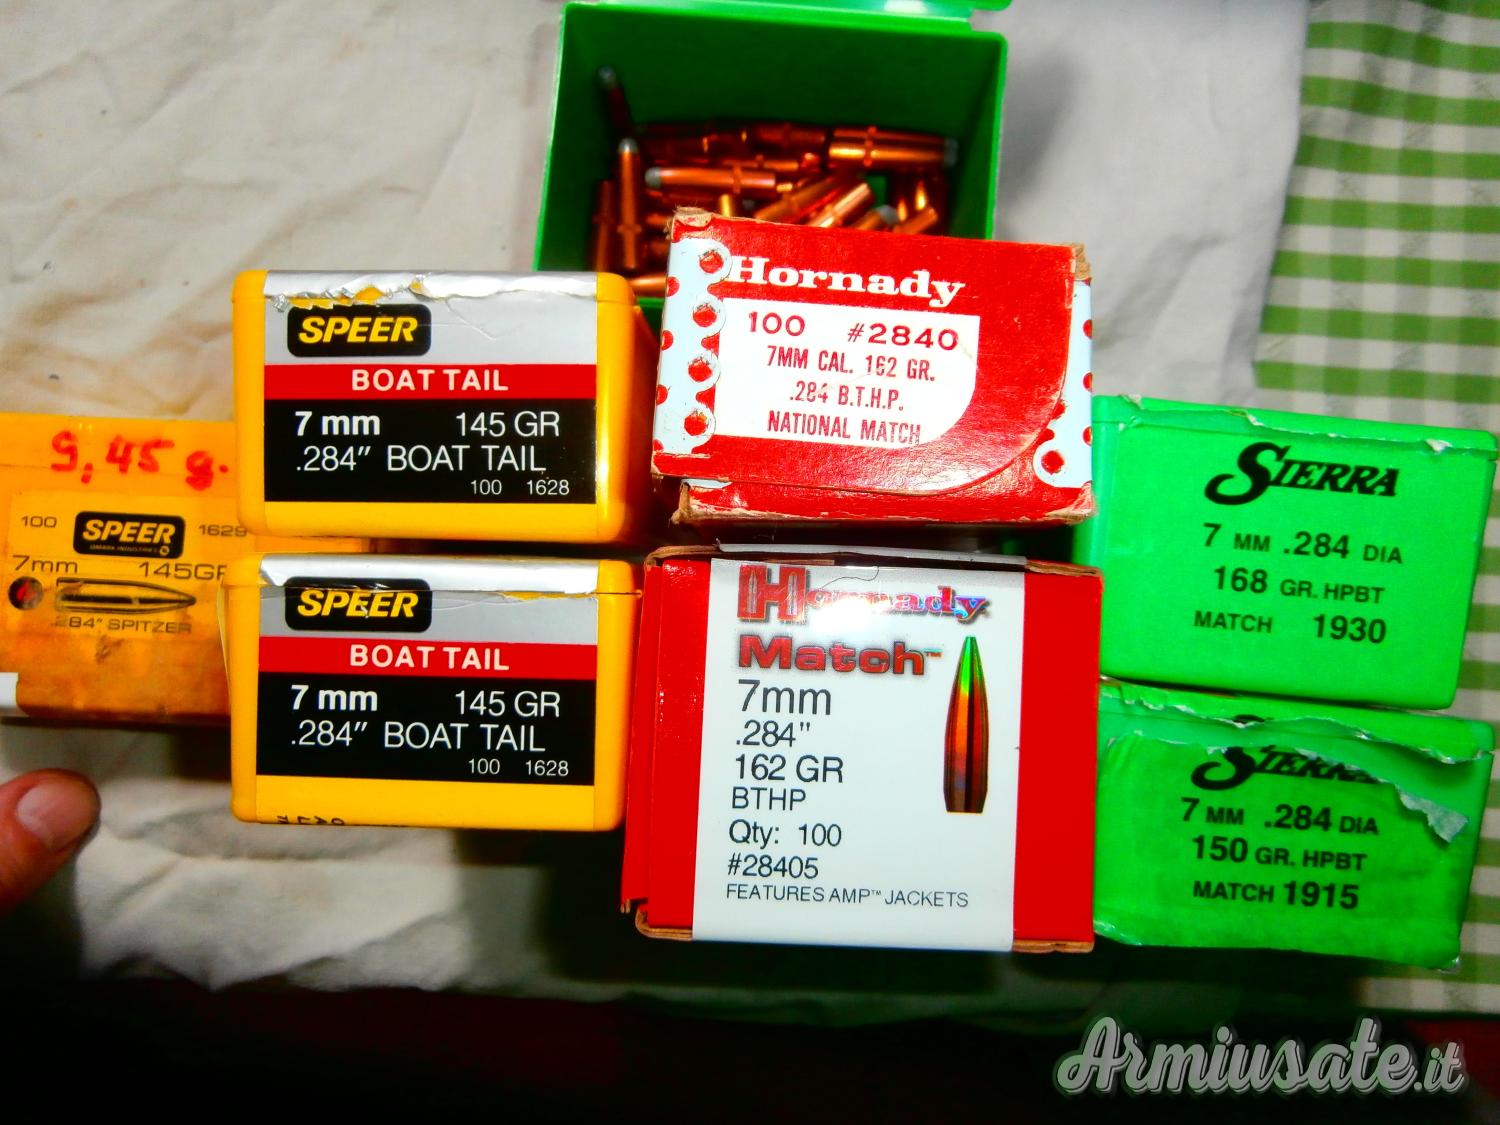 9,45 g.
100 SPEER 1629
7mm 145GR
.284" SPITZER
SPEER
BOAT TAIL
7 mm 145 GR
.284" BOAT TAIL
100 1628
SPEER
BOAT TAIL
7 mm 145 GR
.284" BOAT TAIL
100 1628
Hornady
100 #2840
7MM CAL. 162 GR.
.284 B.T.H.P.
NATIONAL MATCH
Hornady
Match™
7mm
.284"
162 GR
BTHP
Qty: 100
#28405
FEATURES AMP™ JACKETS
SIERRA
7 MM .284 DIA
168 GR. HPBT
MATCH 1930
SIERRA
7 MM .284 DIA
150 GR. HPBT
MATCH 1915
Armiusate.it